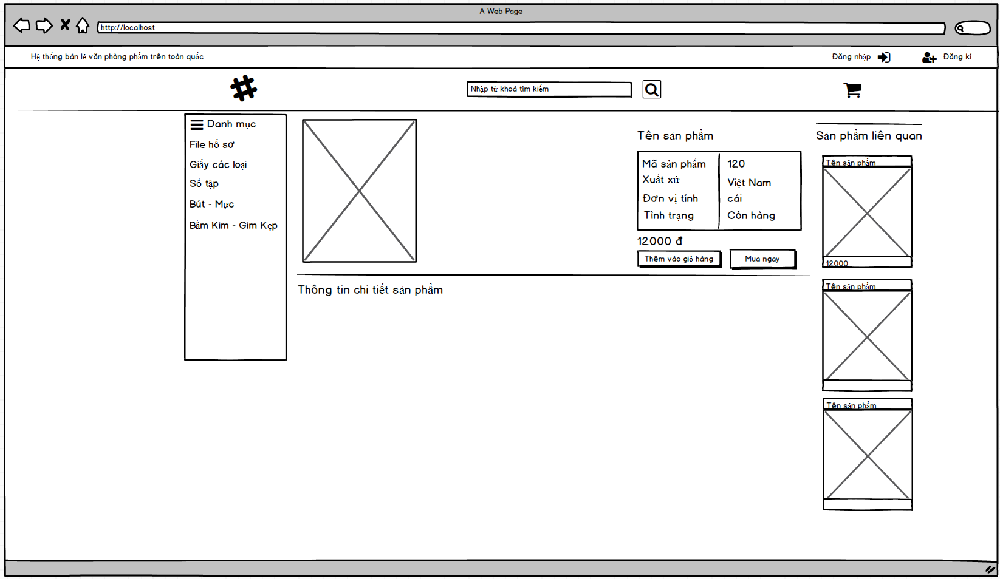 A Web Page
http://localhost
Hệ thống bán lẻ văn phòng phẩm trên toàn quốc
Đăng nhập
Đăng kí
Nhập từ khoá tìm kiếm
Danh mục
File hồ sơ
Giấy các loại
Sổ tập
Bút - Mực
Bấm Kim - Gim Kẹp
Tên sản phẩm
Mã sản phẩm 120
Xuất xứ Việt Nam
Đơn vị tính cái
Tình trạng Còn hàng
12000 đ
Thêm vào giỏ hàng
Mua ngay
Thông tin chi tiết sản phẩm
Sản phẩm liên quan
Tên sản phẩm
12000
Tên sản phẩm
Tên sản phẩm